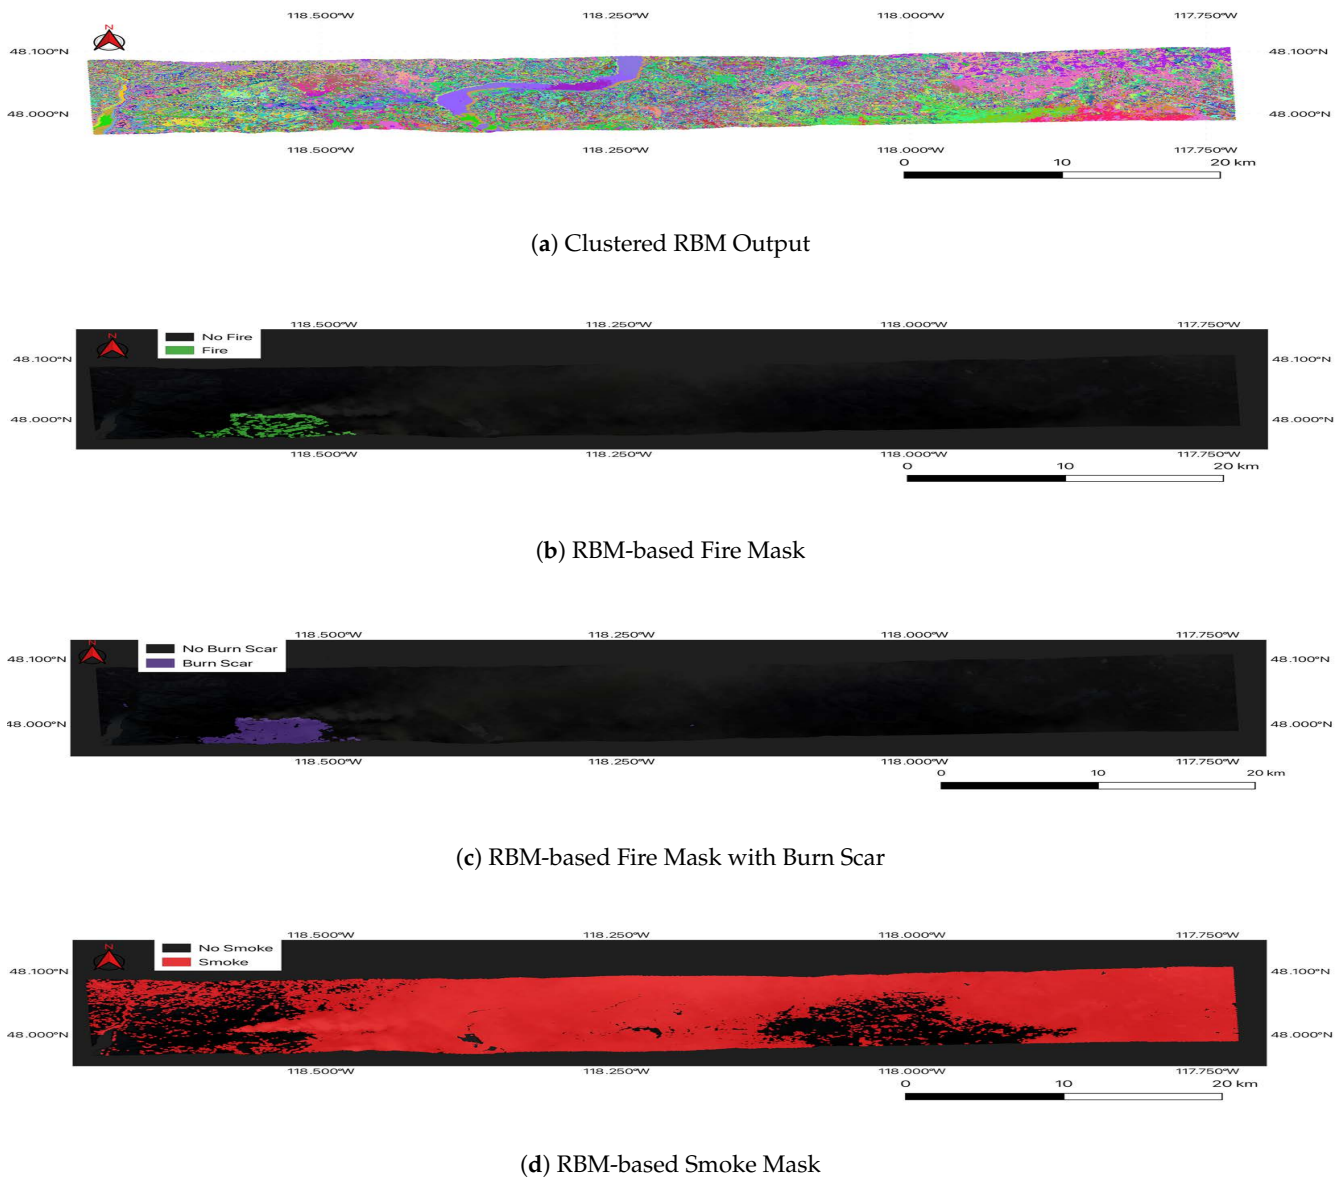 118.500°W 118.250°W 118.000°W 117.750°W
N
48.100°N 48.100°N
48.000°N 48.000°N
118.500°W 118.250°W 118.000°W 117.750°W
0 10 20 km
(a) Clustered RBM Output
118.500°W 118.250°W 118.000°W 117.750°W
N No Fire
Fire
48.100°N 48.100°N
48.000°N 48.000°N
118.500°W 118.250°W 118.000°W 117.750°W
0 10 20 km
(b) RBM-based Fire Mask
118.500°W 118.250°W 118.000°W 117.750°W
N No Burn Scar
Burn Scar
48.100°N 48.100°N
48.000°N 48.000°N
118.500°W 118.250°W 118.000°W 117.750°W
0 10 20 km
(c) RBM-based Fire Mask with Burn Scar
118.500°W 118.250°W 118.000°W 117.750°W
N No Smoke
Smoke
48.100°N 48.100°N
48.000°N 48.000°N
118.500°W 118.250°W 118.000°W 117.750°W
0 10 20 km
(d) RBM-based Smoke Mask